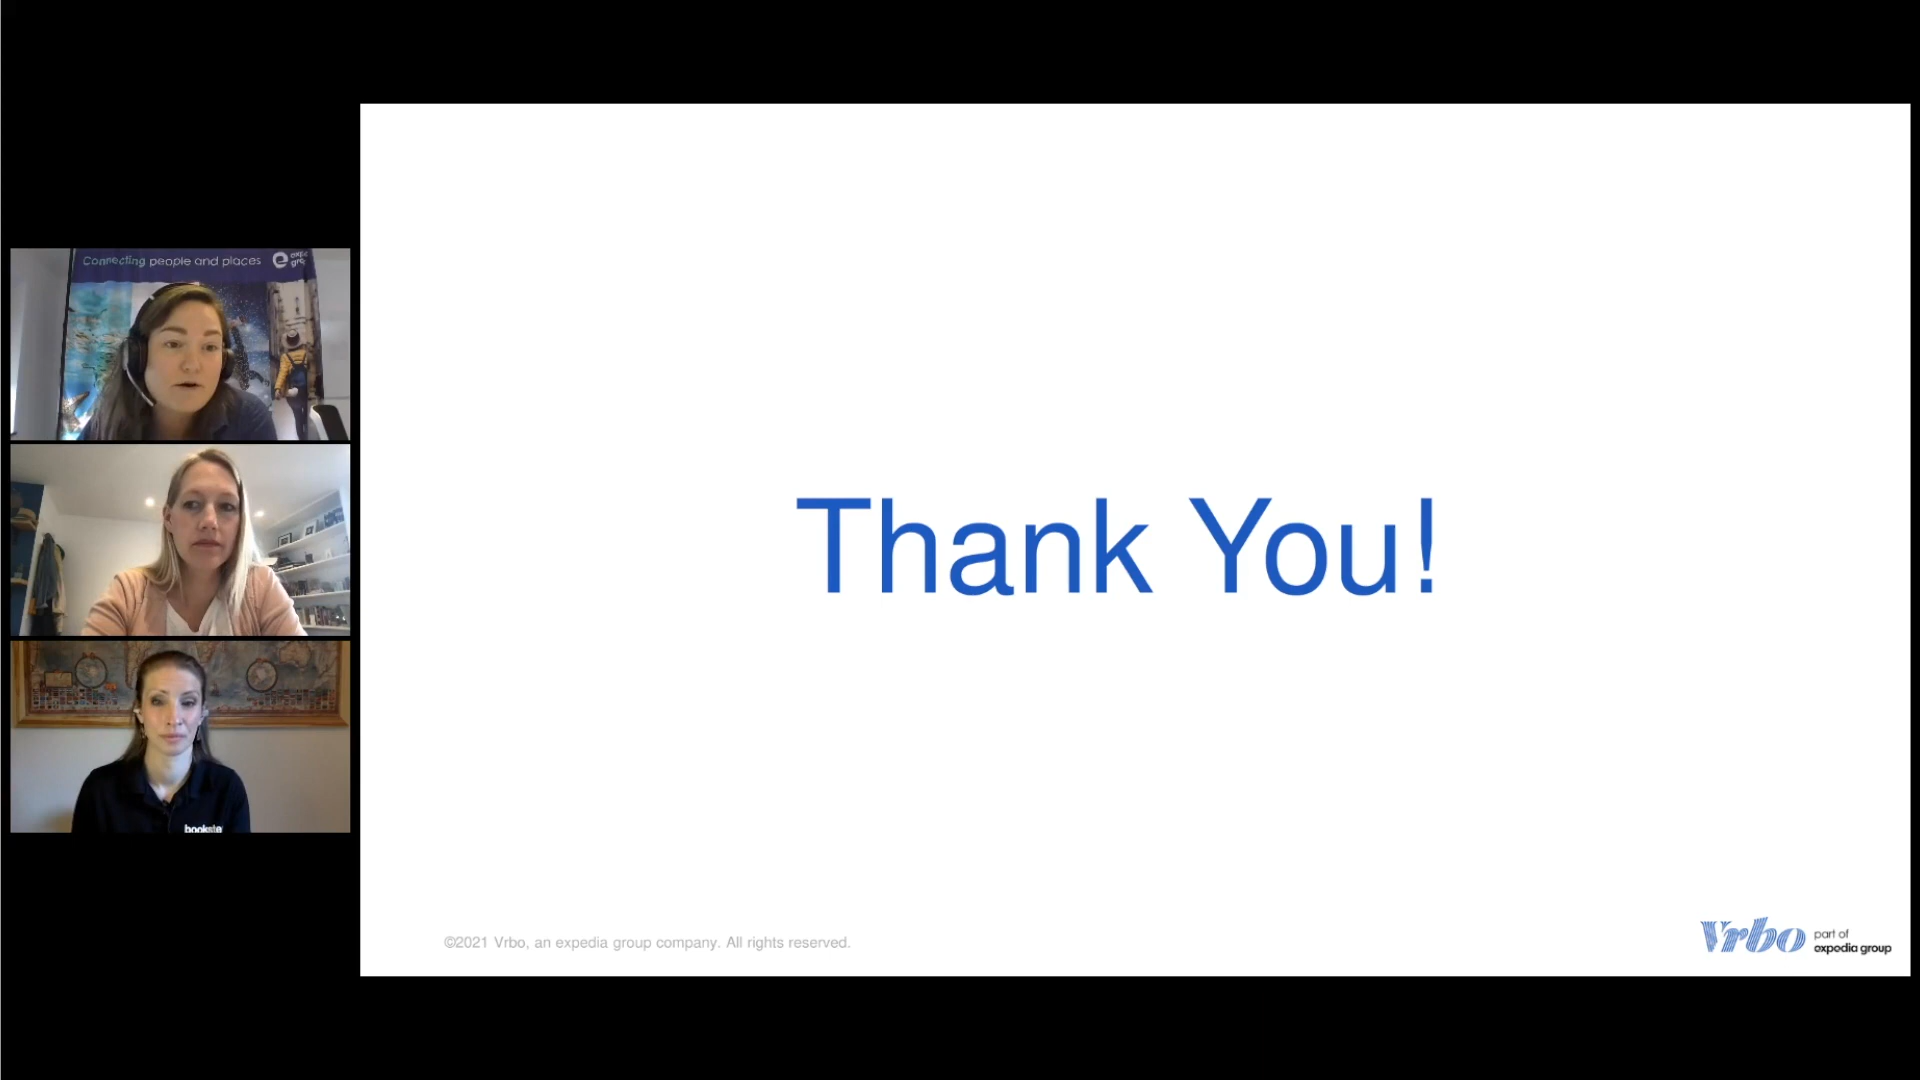 Connecting people and places
Thank You!
©2021 Vrbo, an expedia group company. All rights reserved.
Vrbo part of
expedia group